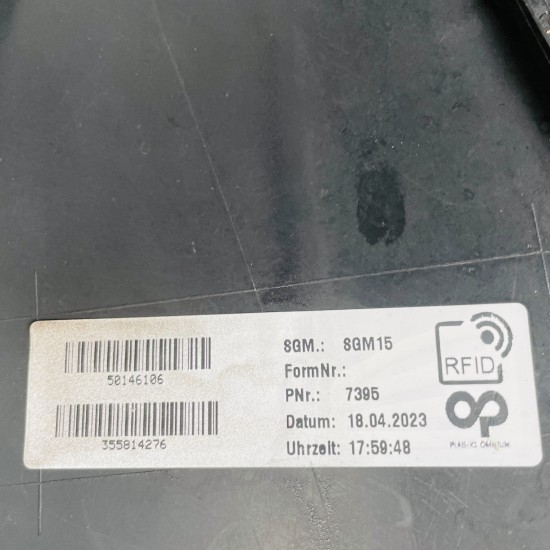 50146106
355814276
SGM.: SGM15
FormNr.:
PNr.: 7395
Datum: 18.04.2023
Uhrzeit: 17:59:48
RFID